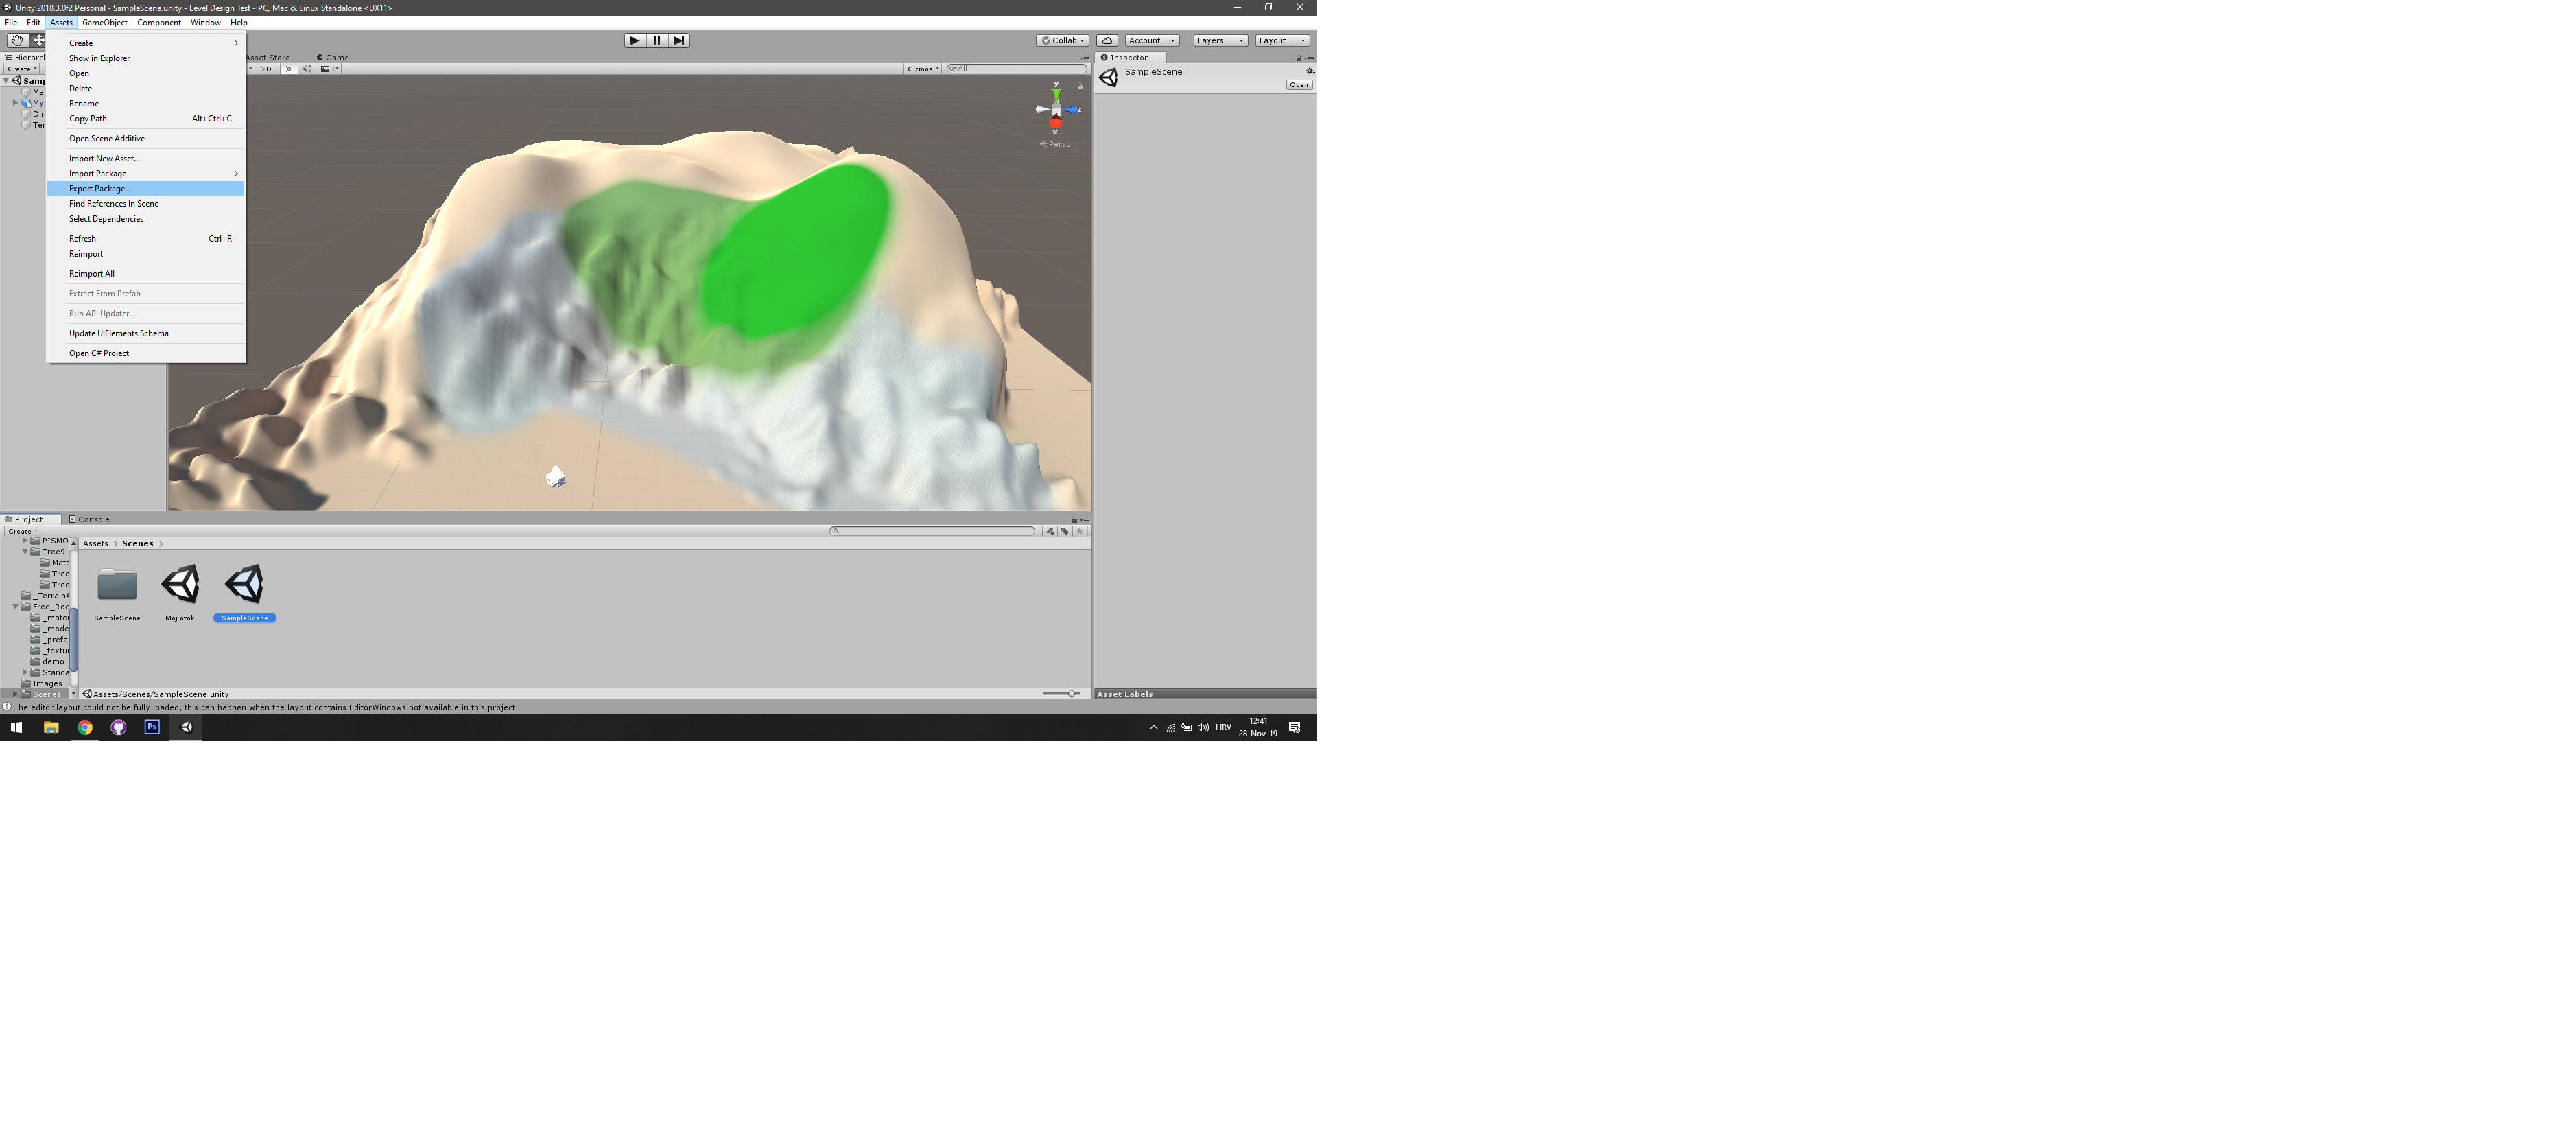 Unity 2018.3.0f2 Personal - SampleScene.unity - Level Design Test - PC, Mac & Linux Standalone <DX11>
File Edit Assets GameObject Component Window Help
Collab Account Layers Layout
Create
Show in Explorer
Open
Delete
Rename
Copy Path Alt+Ctrl+C
Open Scene Additive
Import New Asset...
Import Package
Export Package...
Find References In Scene
Select Dependencies
Refresh Ctrl+R
Reimport
Reimport All
Extract From Prefab
Run API Updater...
Update UIElements Schema
Open C# Project
Hierarch
Create
Samp
Mai
Dir
Ter
sset Store Game
2D Gizmos All
y
z
x
Persp
Inspector
SampleScene
Open
Project Console
Create
PISMO
Tree9
Mate
Tree
Tree
_TerrainA
Free_Roc
_mate
_mode
_prefa
_textu
demo
Standa
Images
Scenes
Assets > Scenes >
SampleScene Moj otok SampleScene
Assets/Scenes/SampleScene.unity
Asset Labels
The editor layout could not be fully loaded, this can happen when the layout contains EditorWindows not available in this project
Ps
HRV
12:41
28-Nov-19